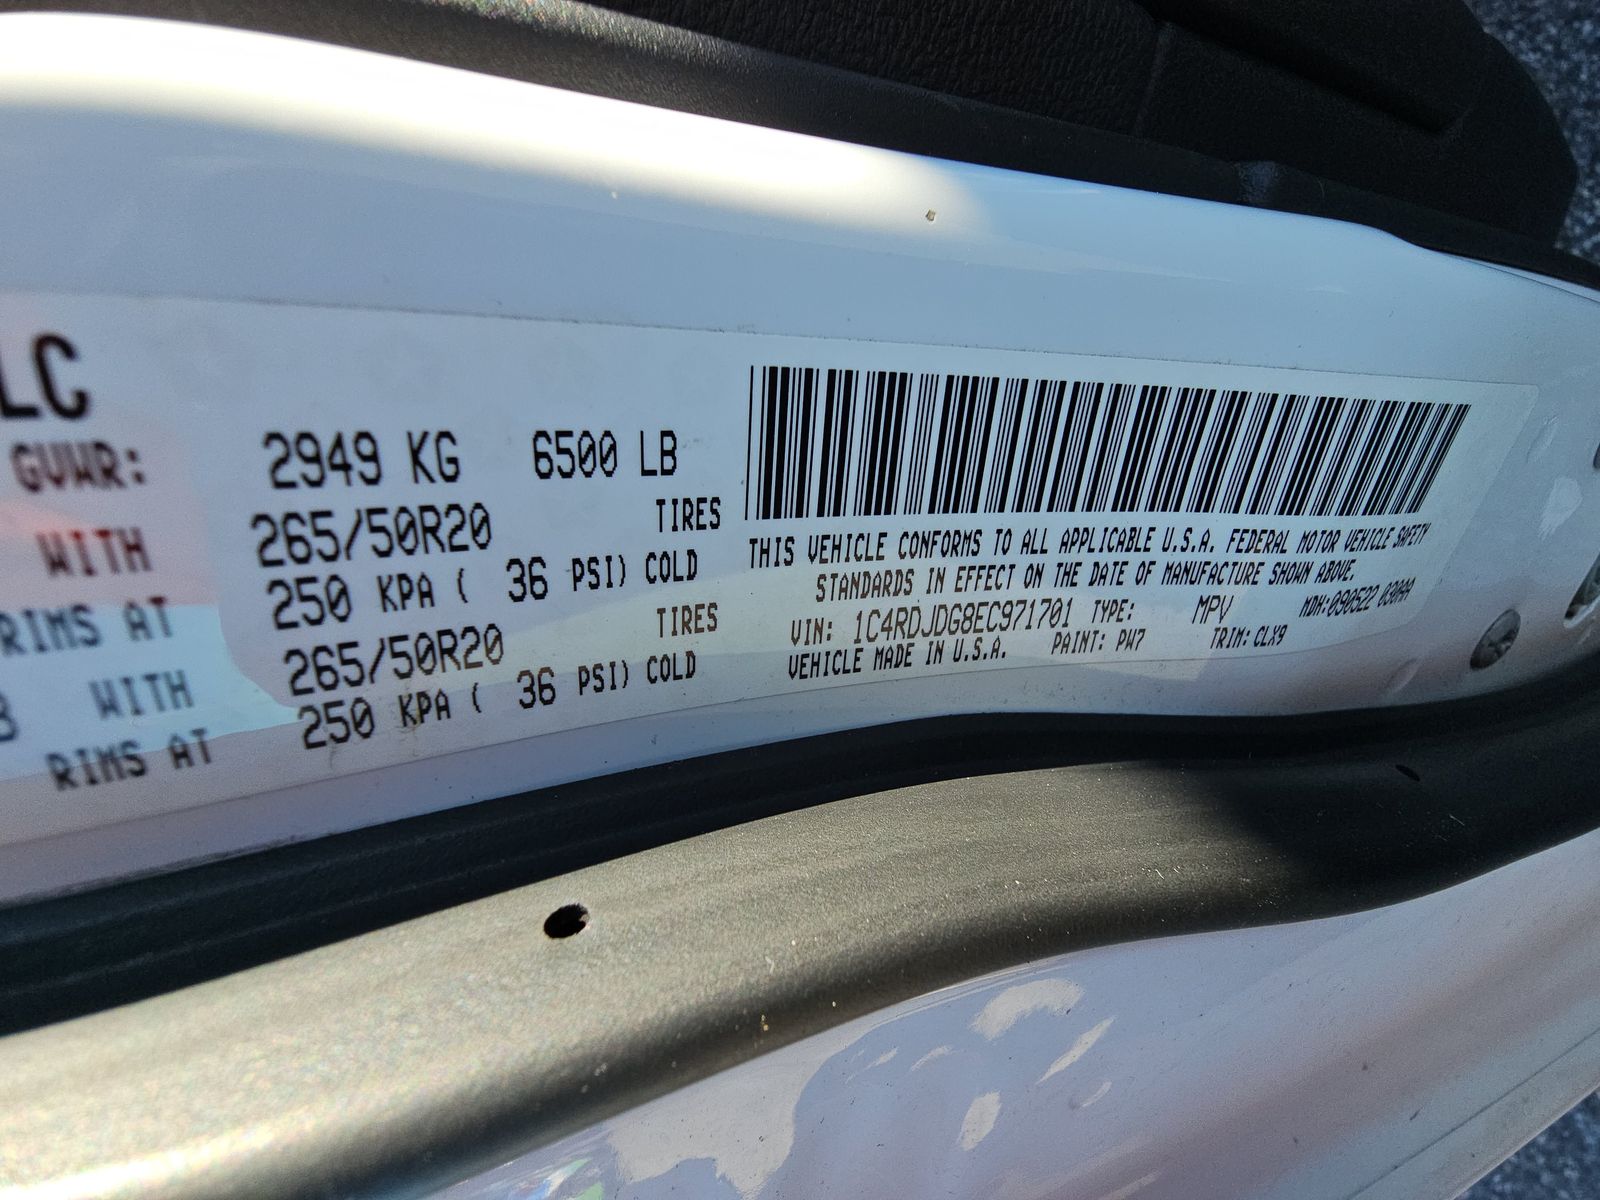 LC
GVWR: 2949 KG 6500 LB
WITH 265/50R20 TIRES
RIMS AT 250 KPA ( 36 PSI) COLD
WITH 265/50R20 TIRES
RIMS AT 250 KPA ( 36 PSI) COLD
THIS VEHICLE CONFORMS TO ALL APPLICABLE U.S.A. FEDERAL MOTOR VEHICLE SAFETY
STANDARDS IN EFFECT ON THE DATE OF MANUFACTURE SHOWN ABOVE.
VIN: 1C4RDJDG8EC971701 TYPE: MPV MDH:090522 030AA
VEHICLE MADE IN U.S.A. PAINT: PW7 TRIM: CLX9